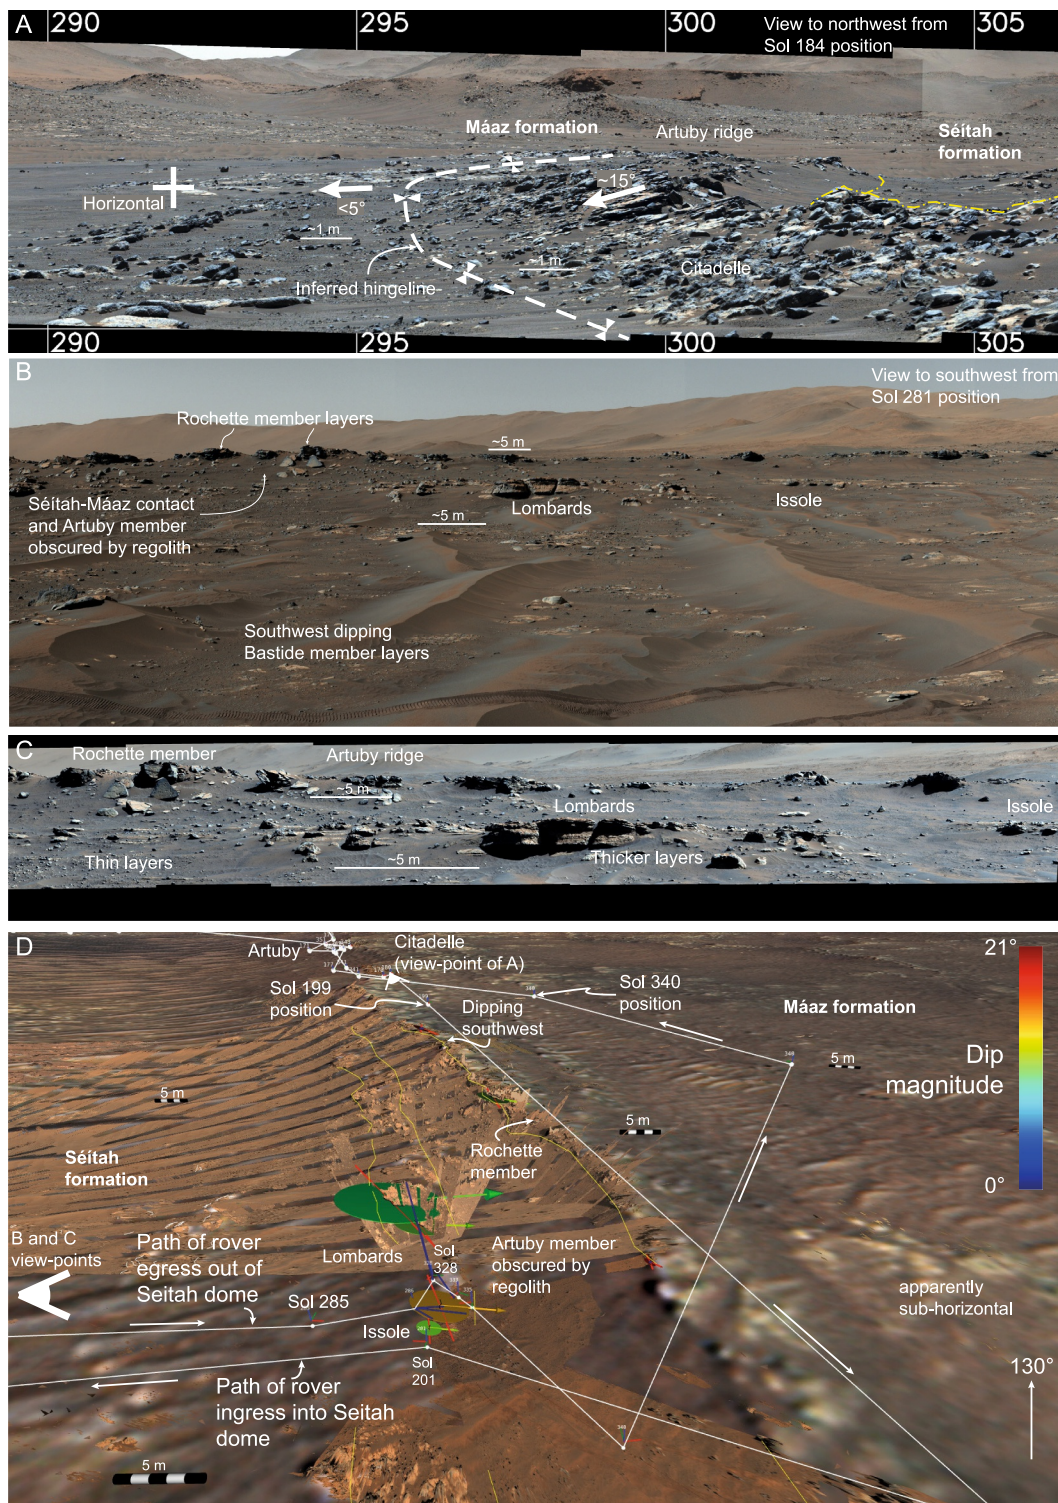 A
290
295
300
305
View to northwest from
Sol 184 position
Máaz formation
Artuby ridge
Séítah
formation
Horizontal
<5°
~15°
~1 m
~1 m
Citadelle
Inferred hingeline
290
295
300
305
B
View to southwest from
Sol 281 position
Rochette member layers
~5 m
Séítah-Máaz contact
and Artuby member
obscured by regolith
Lombards
Issole
~5 m
Southwest dipping
Bastide member layers
C
Rochette member
Artuby ridge
~5 m
Lombards
Issole
Thin layers
Thicker layers
~5 m
D
Artuby
Citadelle
(view-point of A)
Sol 199
position
Dipping
southwest
Sol 340
position
Máaz formation
21°
Dip
magnitude
0°
340
5 m
5 m
5 m
Rochette
member
Séítah
formation
B and C
view-points
Path of rover
egress out of
Seitah dome
Lombards
Sol
328
Artuby member
obscured by
regolith
Sol 285
Issole
apparently
sub-horizontal
Sol
201
Path of rover
ingress into Seitah
dome
130°
340
5 m